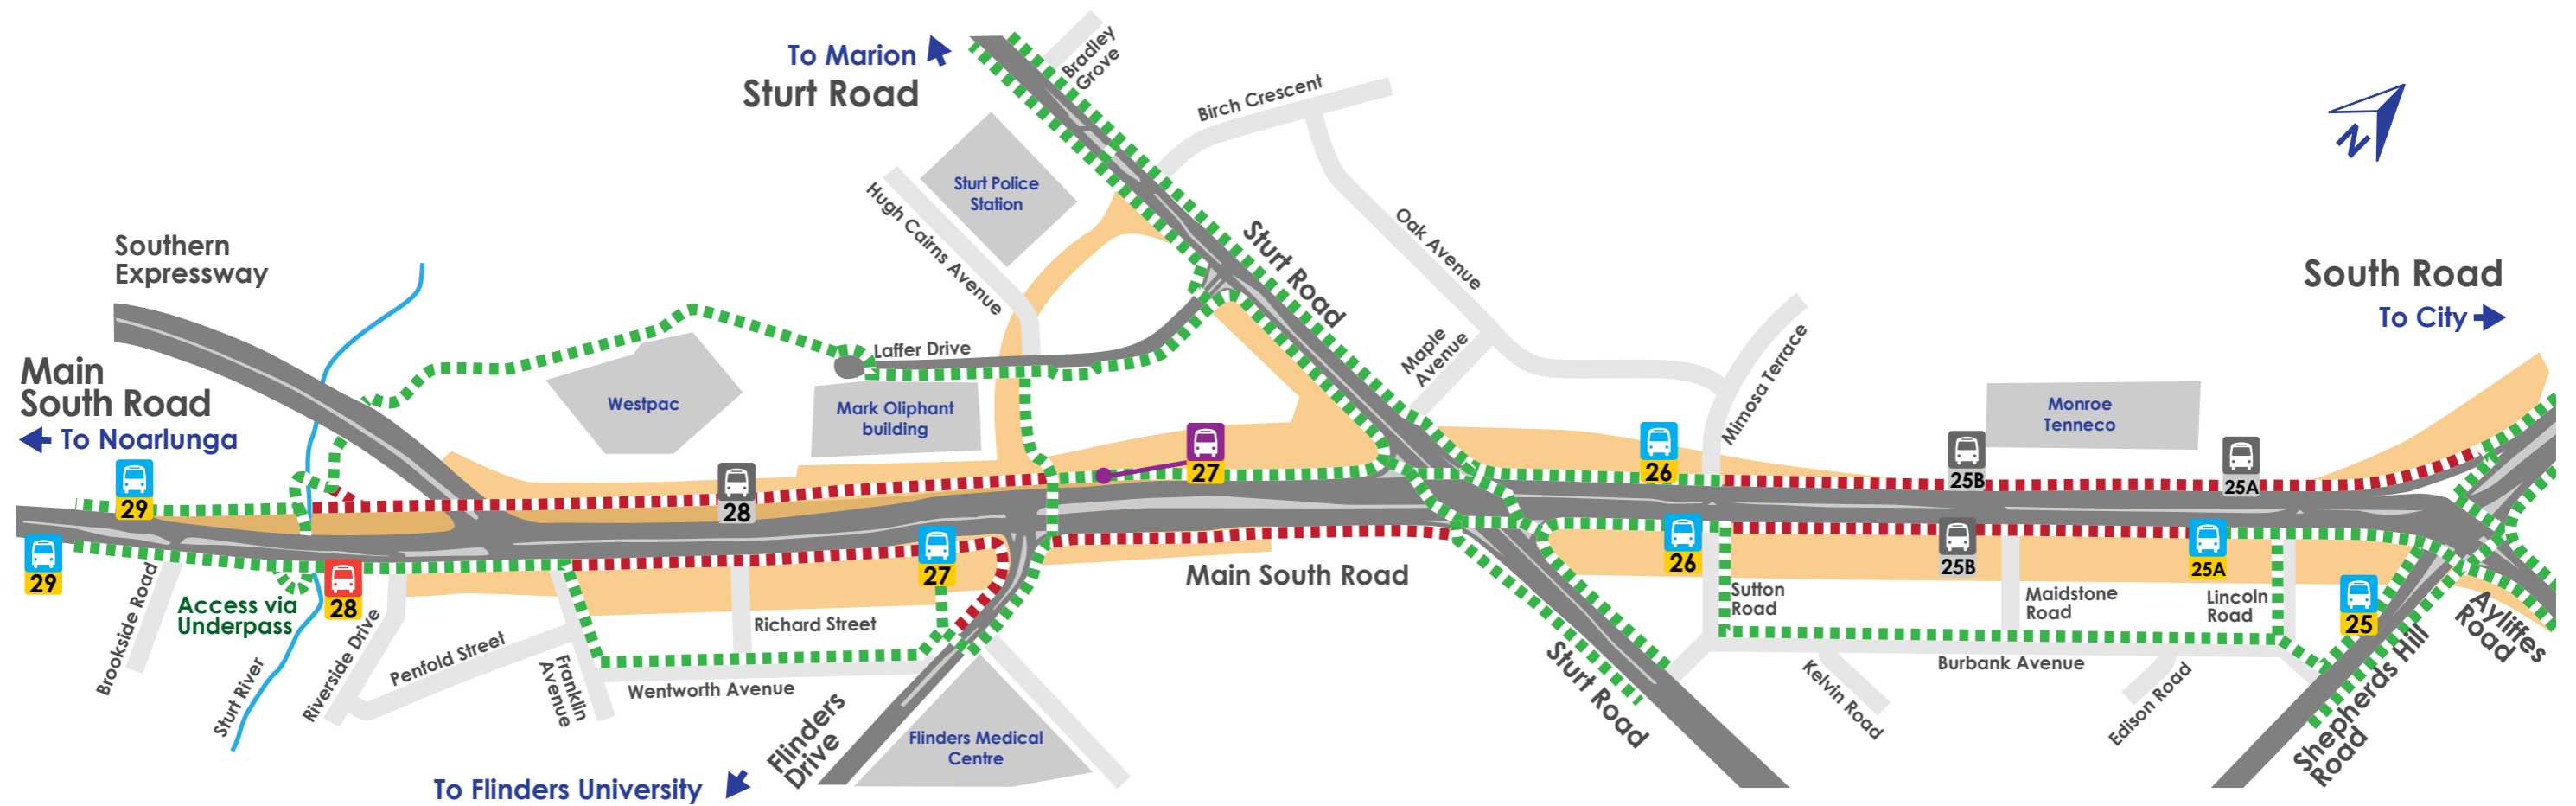 To Marion
Sturt Road
Bradley
Grove
Birch Crescent
N
Sturt Police
Station
Hugh Cairns Avenue
Oak Avenue
Sturt Road
Southern
Expressway
South Road
To City
Maple
Avenue
Mimosa Terrace
Laffer Drive
Main
South Road
To Noarlunga
Westpac
Mark Oliphant
building
Monroe
Tenneco
29
28
27
26
25B
25A
29
28
27
26
25B
25A
25
Main South Road
Access via
Underpass
Brookside Road
Sturt River
Riverside Drive
Penfold Street
Franklin
Avenue
Richard Street
Wentworth Avenue
Flinders
Drive
Flinders Medical
Centre
To Flinders University
Sturt Road
Sutton
Road
Maidstone
Road
Lincoln
Road
Burbank Avenue
Kelvin Road
Edison Road
Shepherds Hill
Road
Ayliffes
Road